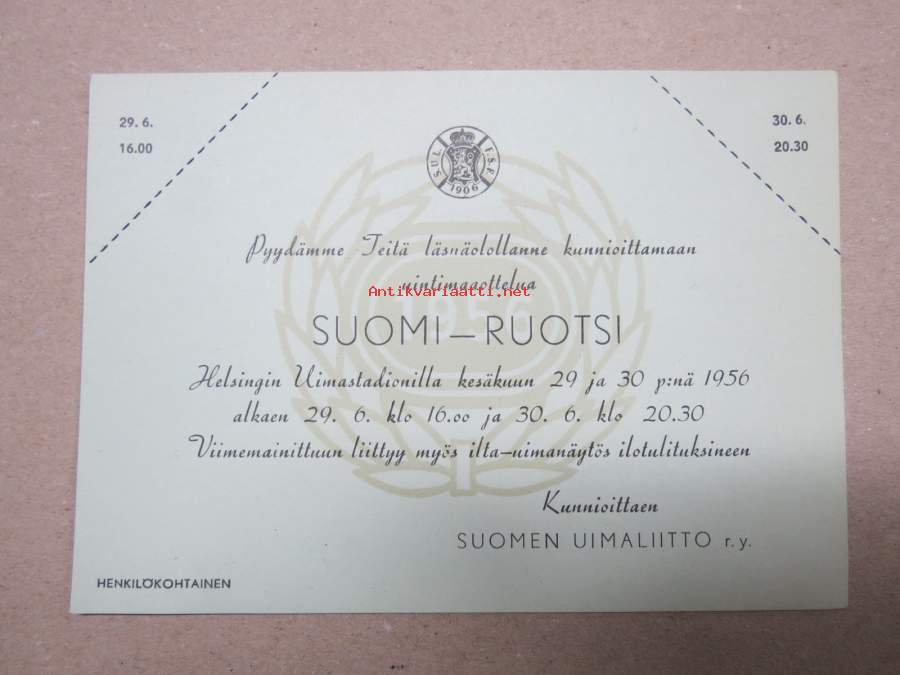 29. 6.
16.00
30. 6.
20.30
S.U.L. F.S.F.
1906
Pyydämme Teitä läsnäolollanne kunnioittamaan
uintimaaottelua
Antikvariaatti.net
1956
SUOMI—RUOTSI
Helsingin Uimastadionilla kesäkuun 29 ja 30 p:nä 1956
alkaen 29. 6. klo 16.00 ja 30. 6. klo 20.30
Viimemainittuun liittyy myös ilta—uimanäytös ilotulituksineen
Kunnioittaen
SUOMEN UIMALIITTO r. y.
HENKILÖKOHTAINEN